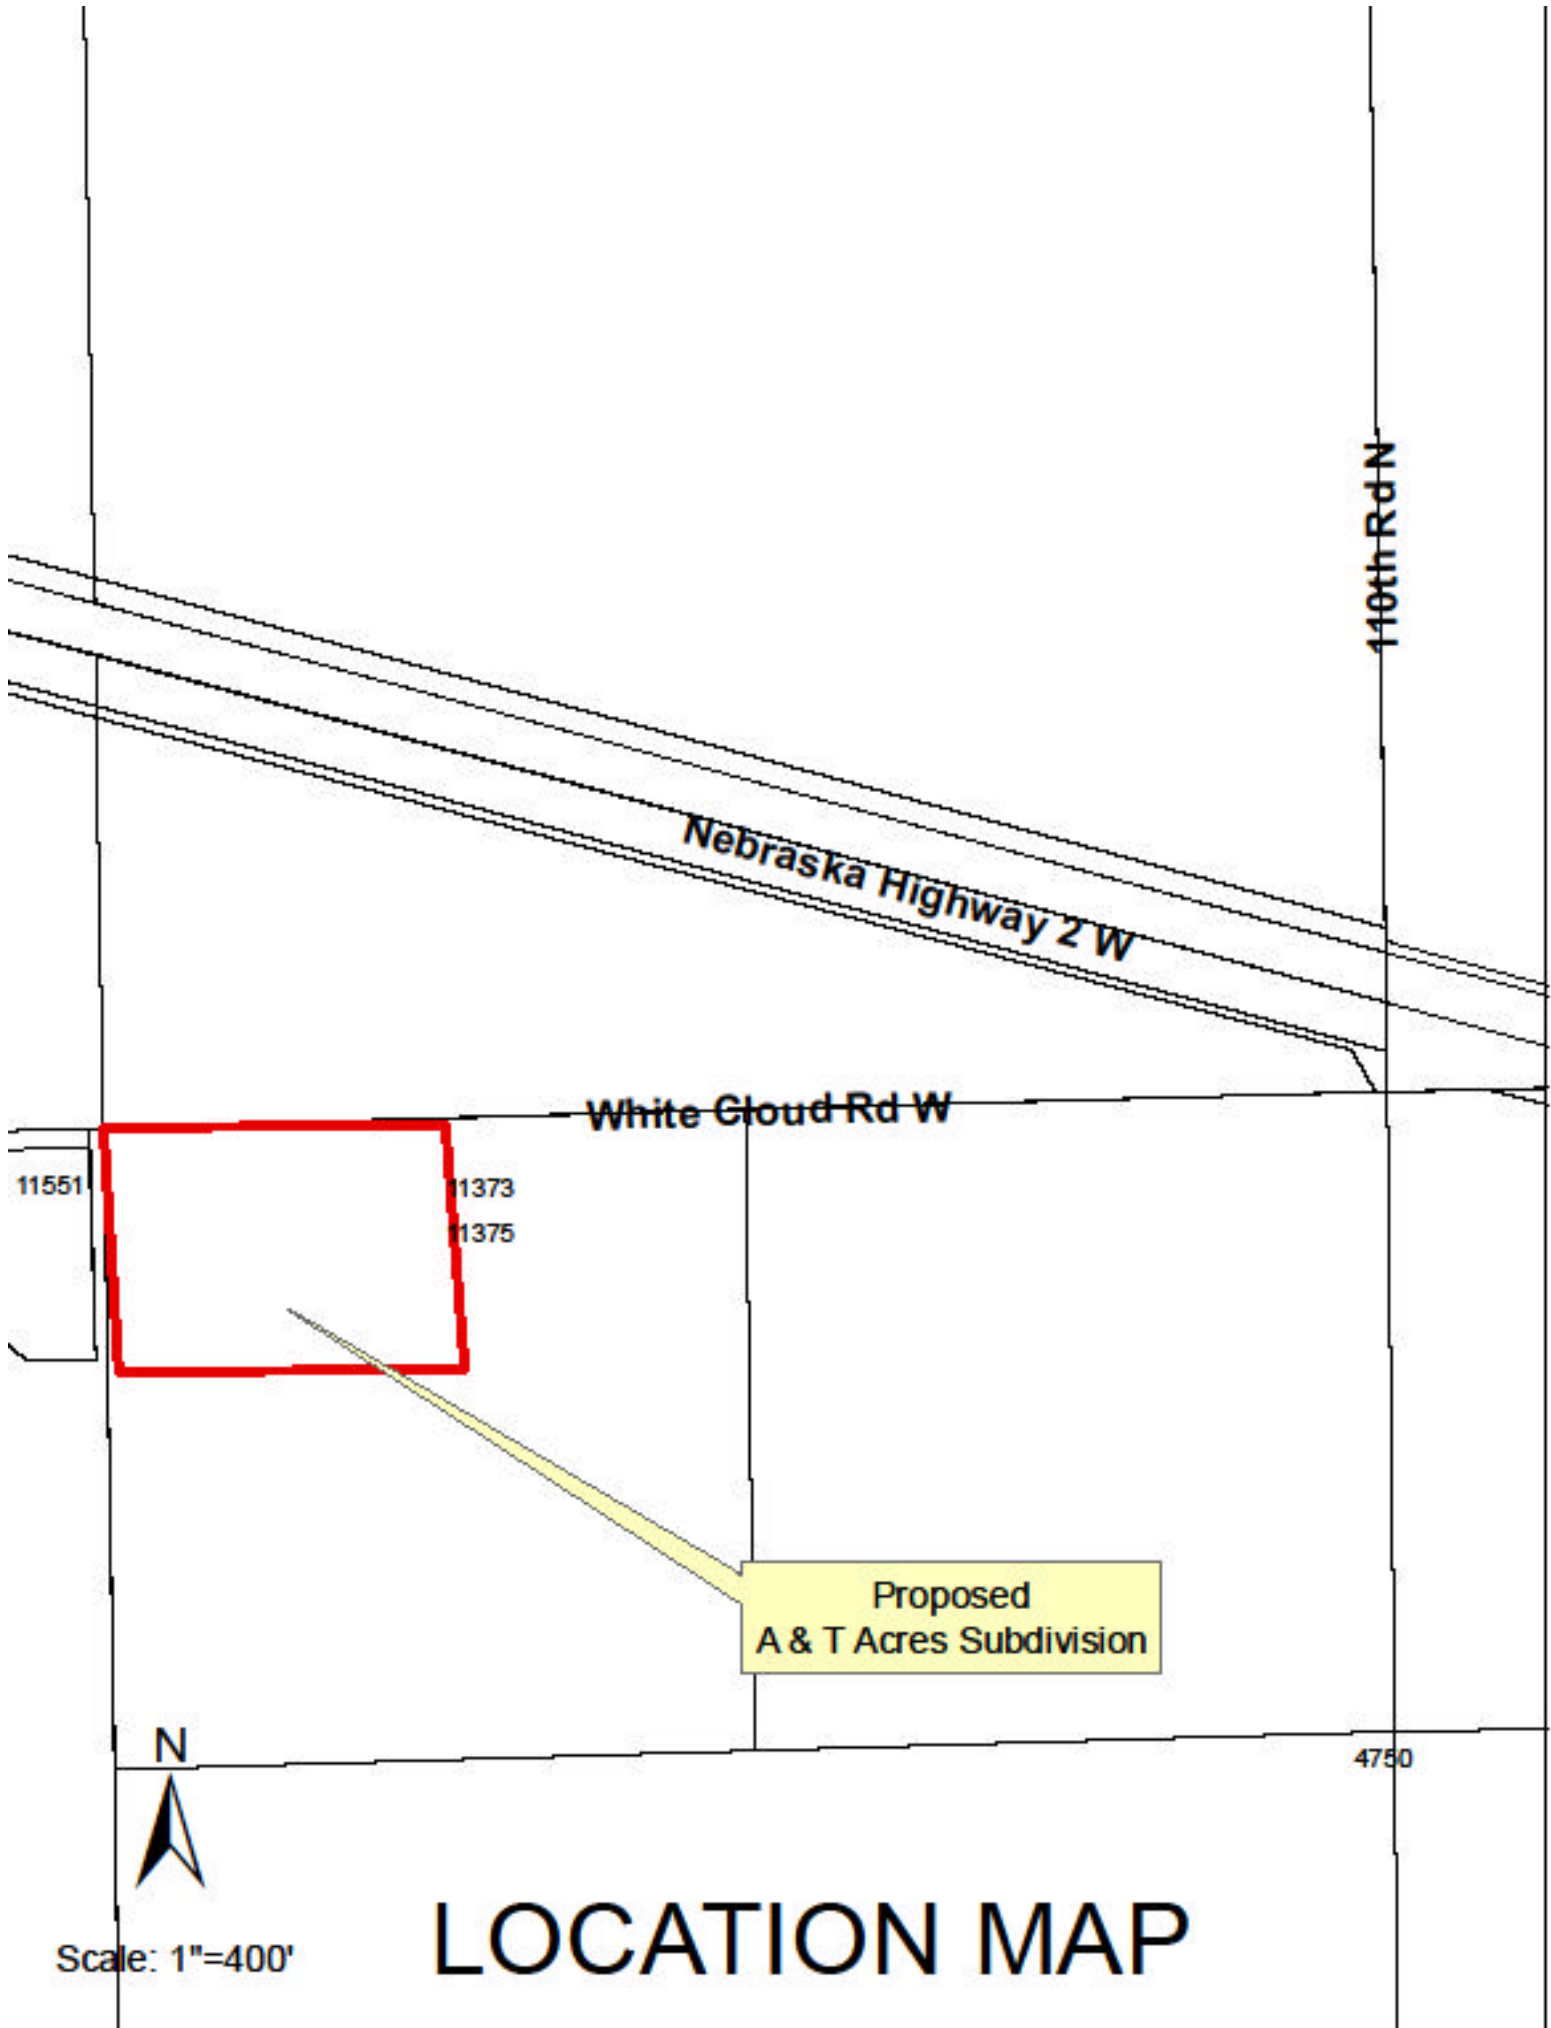 110th Rd N
Nebraska Highway 2 W
White Cloud Rd W
11551
11373
11375
Proposed
A & T Acres Subdivision
N
4750
LOCATION MAP
Scale: 1"=400'